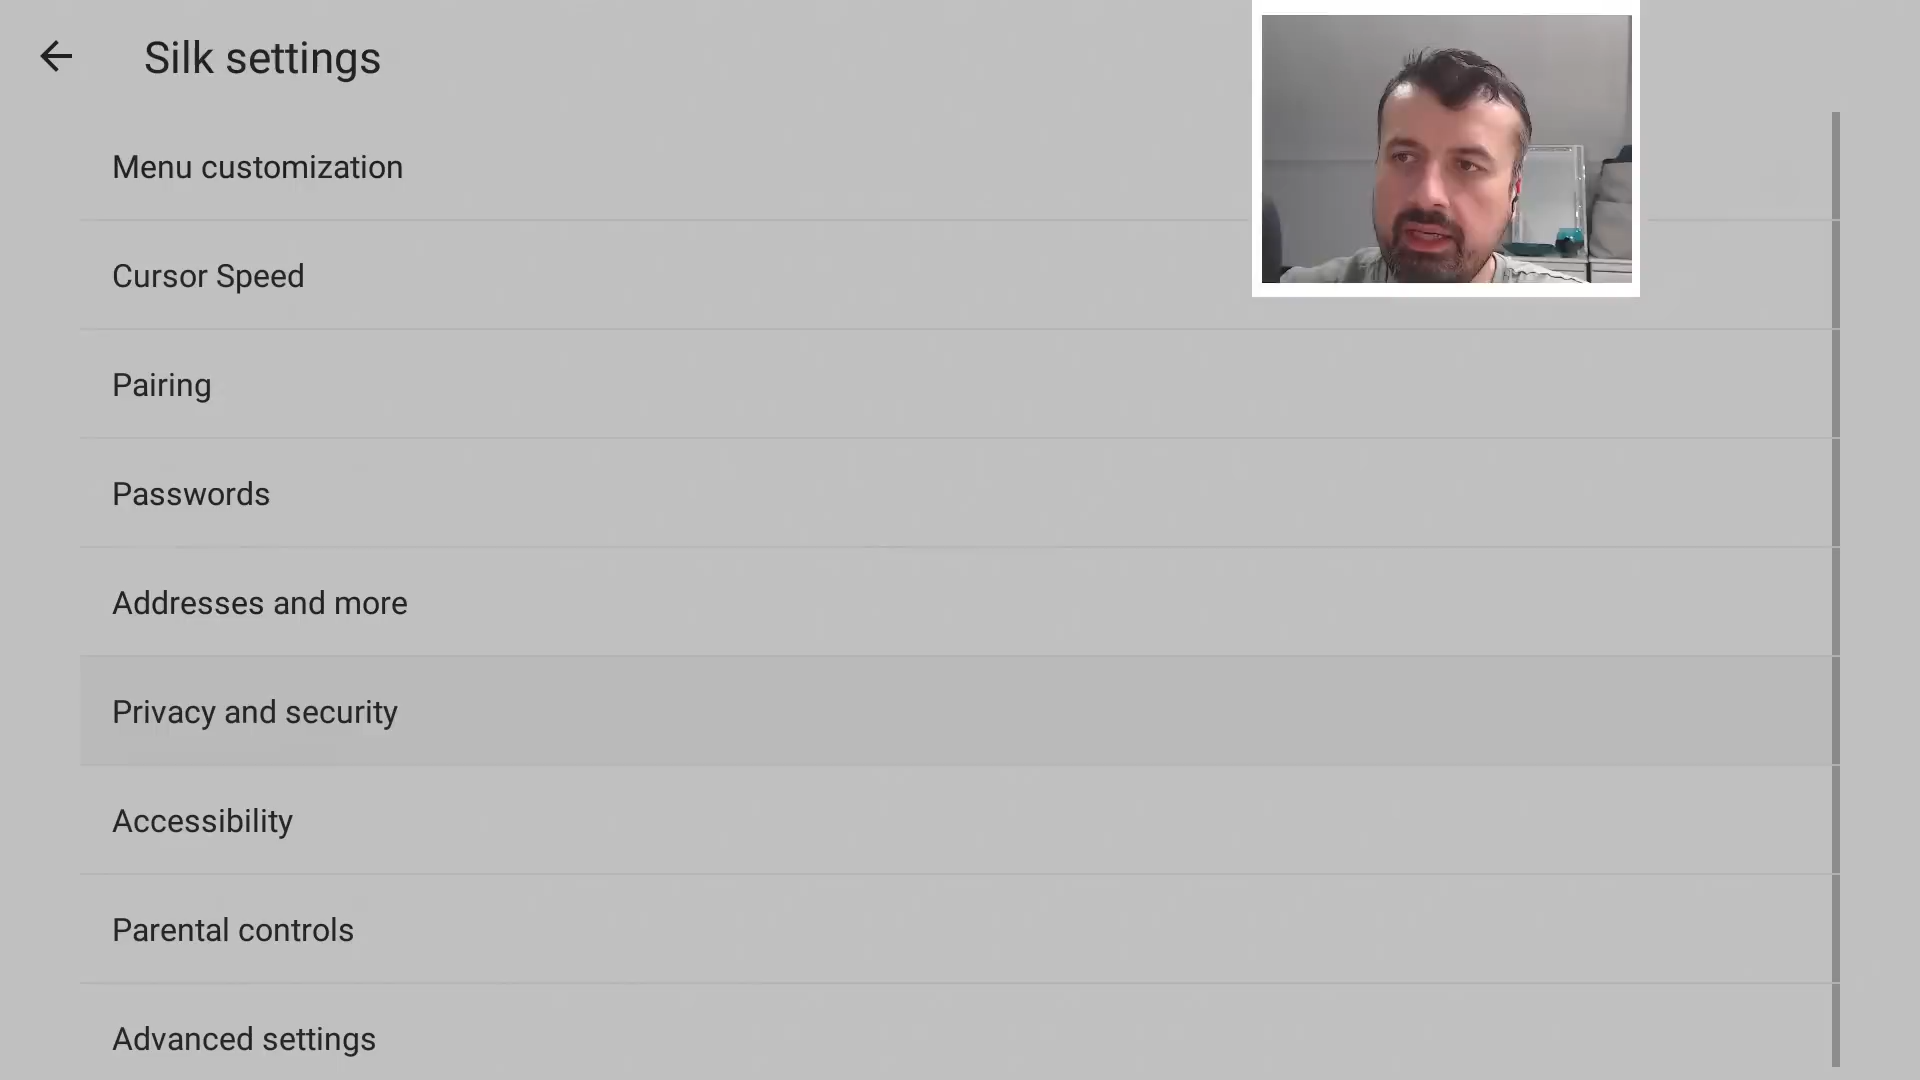 Silk settings
Menu customization
Cursor Speed
Pairing
Passwords
Addresses and more
Privacy and security
Accessibility
Parental controls
Advanced settings